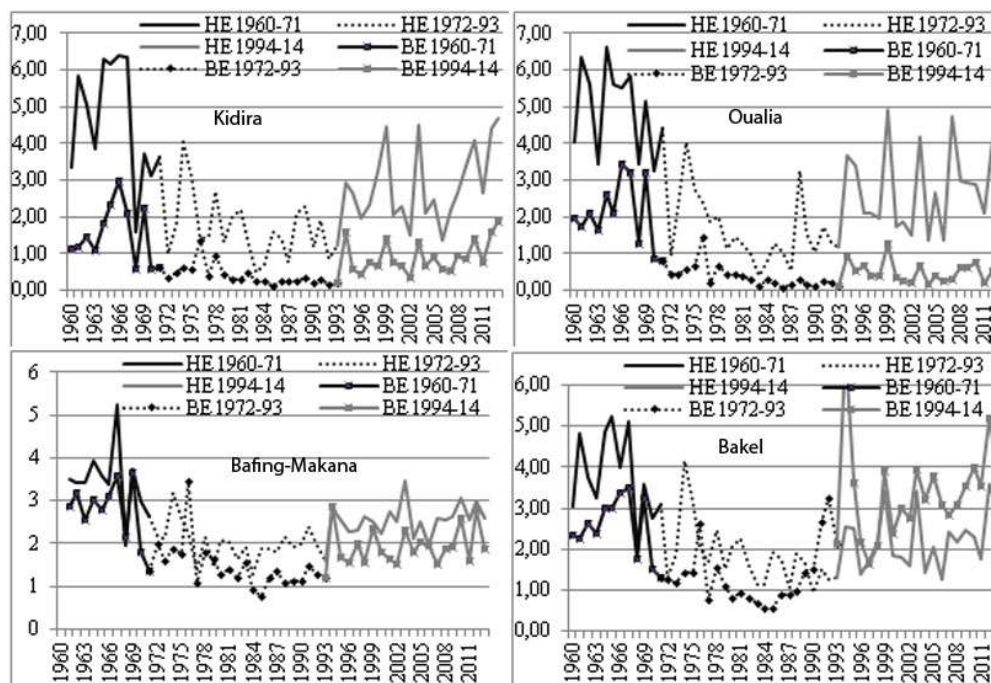 HE 1960-71 HE 1972-93
HE 1994-14 BE 1960-71
BE 1972-93 BE 1994-14
Kidira
7,00
6,00
5,00
4,00
3,00
2,00
1,00
0,00
1960 1963 1966 1969 1972 1975 1978 1981 1984 1987 1990 1993 1996 1999 2002 2005 2008 2011
HE 1960-71 HE 1972-93
HE 1994-14 BE 1960-71
BE 1972-93 BE 1994-14
Oualia
7,00
6,00
5,00
4,00
3,00
2,00
1,00
0,00
1960 1963 1966 1969 1972 1975 1978 1981 1984 1987 1990 1993 1996 1999 2002 2005 2008 2011
HE 1960-71 HE 1972-93
HE 1994-14 BE 1960-71
BE 1972-93 BE 1994-14
Bafing-Makana
6
5
4
3
2
1
0
1960 1963 1966 1969 1972 1975 1978 1981 1984 1987 1990 1993 1996 1999 2002 2005 2008 2011
HE 1960-71 HE 1972-93
HE 1994-14 BE 1960-71
BE 1972-93 BE 1994-14
Bakel
6,00
5,00
4,00
3,00
2,00
1,00
0,00
1960 1963 1966 1969 1972 1975 1978 1981 1984 1987 1990 1993 1996 1999 2002 2005 2008 2011